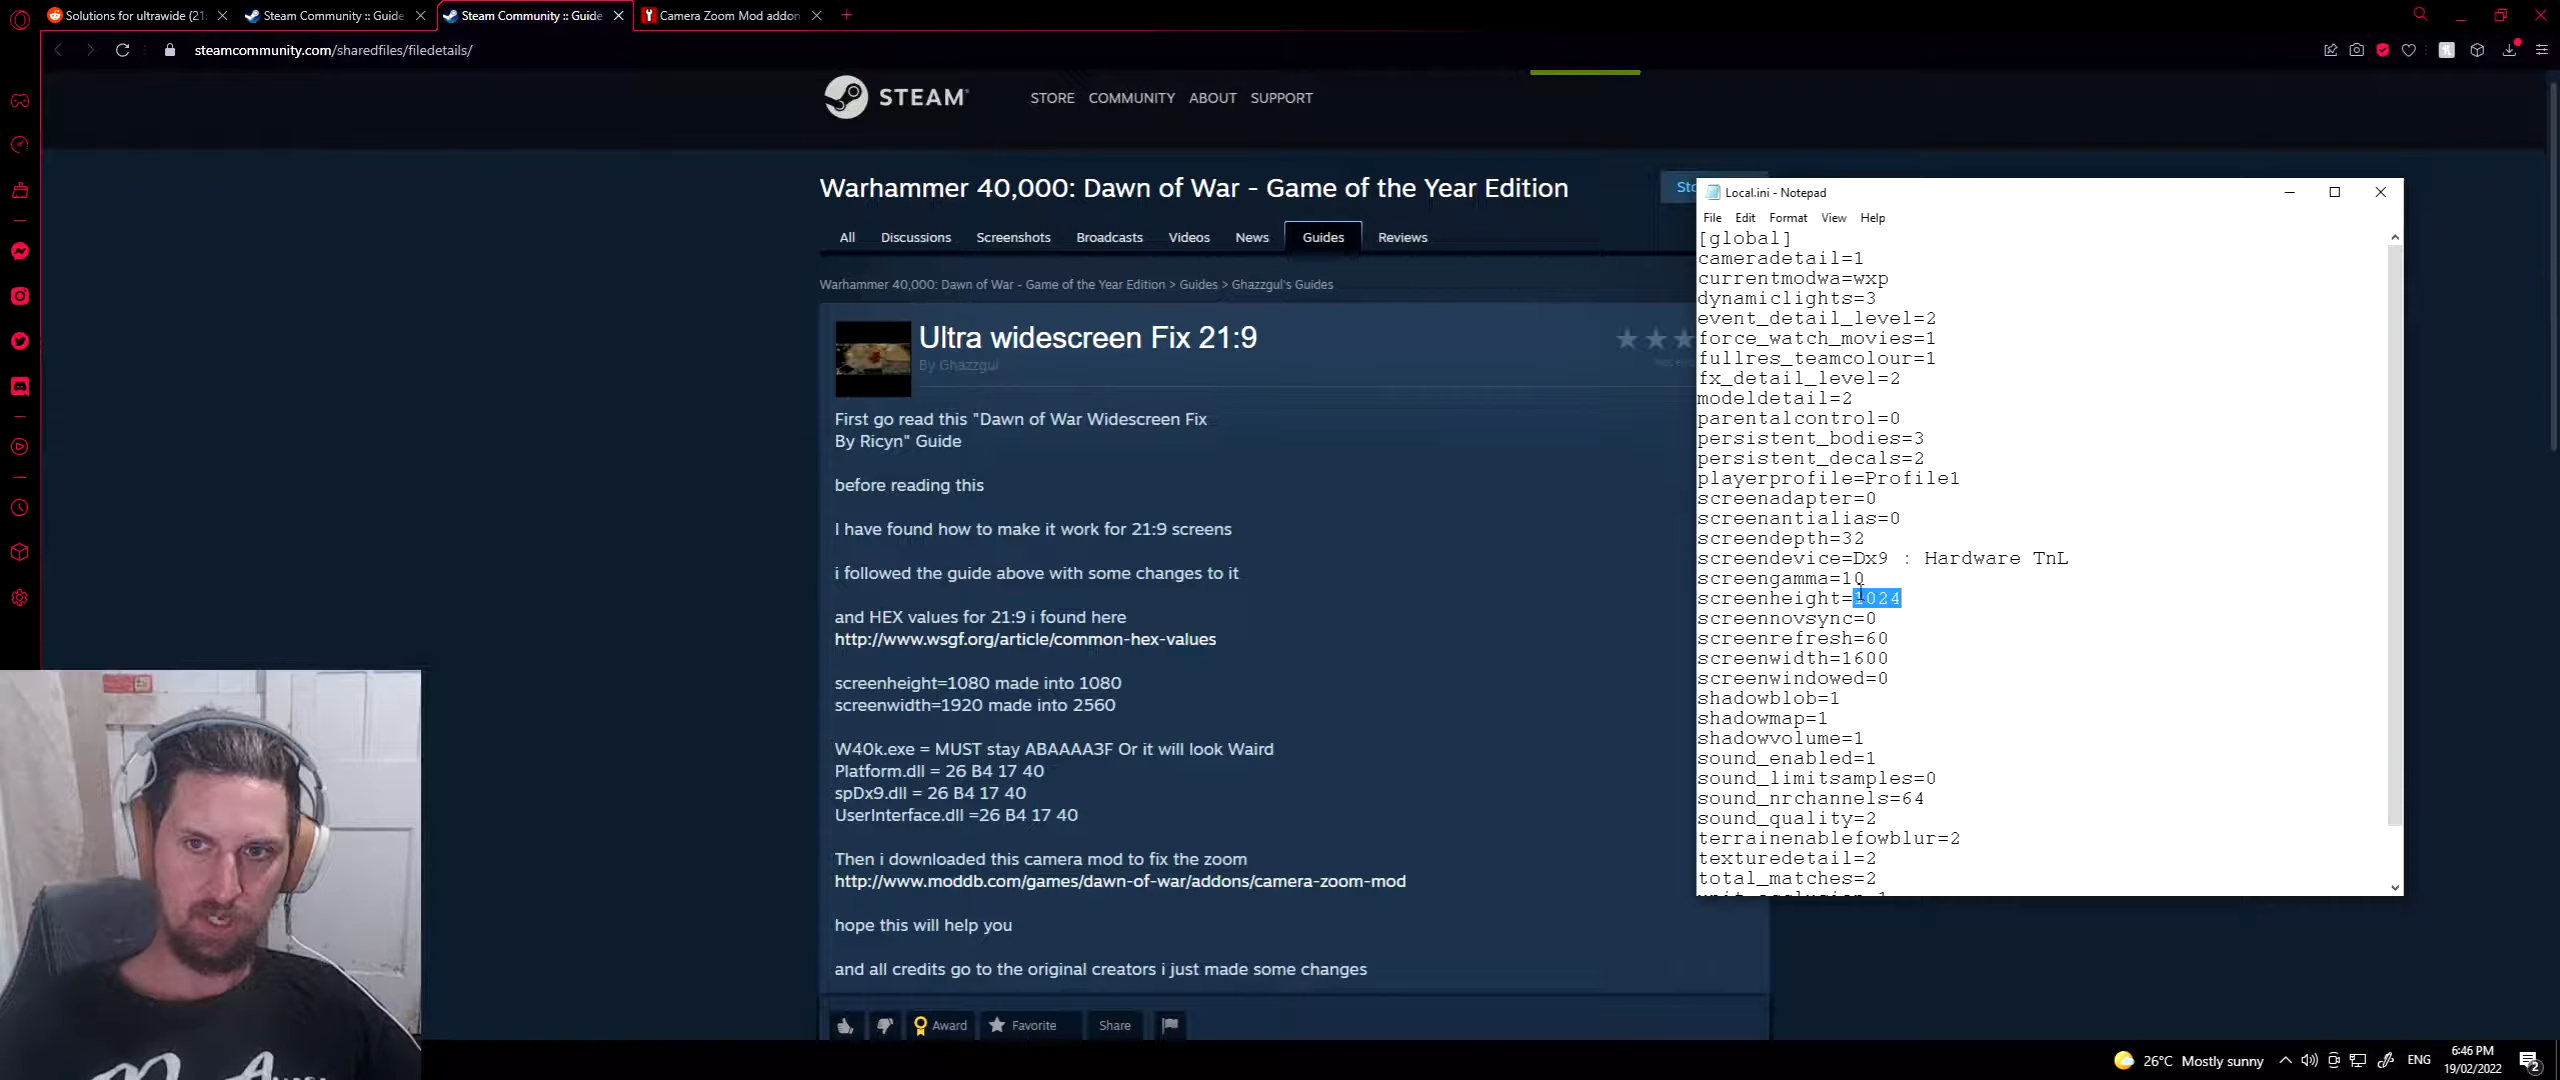 Solutions for ultrawide (21:
Steam Community :: Guide
Steam Community :: Guide
Camera Zoom Mod addon
steamcommunity.com/sharedfiles/filedetails/
STEAM
STORE
COMMUNITY
ABOUT
SUPPORT
Warhammer 40,000: Dawn of War - Game of the Year Edition
All
Discussions
Screenshots
Broadcasts
Videos
News
Guides
Reviews
Warhammer 40,000: Dawn of War - Game of the Year Edition > Guides > Ghazzgul's Guides
Ultra widescreen Fix 21:9
By Ghazzgul
First go read this "Dawn of War Widescreen Fix
By Ricyn" Guide
before reading this
I have found how to make it work for 21:9 screens
i followed the guide above with some changes to it
and HEX values for 21:9 i found here
http://www.wsgf.org/article/common-hex-values
screenheight=1080 made into 1080
screenwidth=1920 made into 2560
W40k.exe = MUST stay ABAAAA3F Or it will look Waird
Platform.dll = 26 B4 17 40
spDx9.dll = 26 B4 17 40
UserInterface.dll =26 B4 17 40
Then i downloaded this camera mod to fix the zoom
http://www.moddb.com/games/dawn-of-war/addons/camera-zoom-mod
hope this will help you
and all credits go to the original creators i just made some changes
Award
Favorite
Share
Local.ini - Notepad
File
Edit
Format
View
Help
[global]
cameradetail=1
currentmodwa=wxp
dynamiclights=3
event_detail_level=2
force_watch_movies=1
fullres_teamcolour=1
fx_detail_level=2
modeldetail=2
parentalcontrol=0
persistent_bodies=3
persistent_decals=2
playerprofile=Profile1
screenadapter=0
screenantialias=0
screendepth=32
screendevice=Dx9 : Hardware TnL
screengamma=10
screenheight=1024
screennovsync=0
screenrefresh=60
screenwidth=1600
screenwindowed=0
shadowblob=1
shadowmap=1
shadowvolume=1
sound_enabled=1
sound_limitsamples=0
sound_nrchannels=64
sound_quality=2
terrainenablefowblur=2
texturedetail=2
total_matches=2
26°C Mostly sunny
ENG
6:46 PM
19/02/2022
2